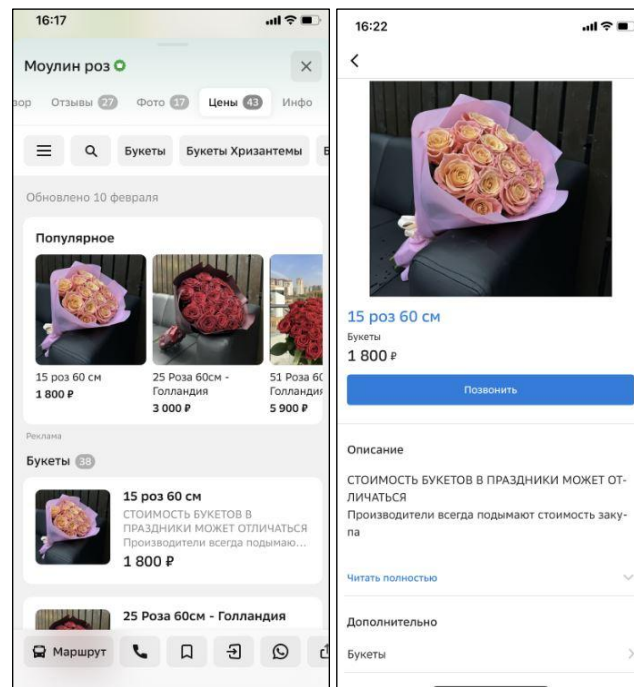 16:17
Моулин роз
зор Отзывы 27 Фото 17 Цены 43 Инфо
Букеты Букеты Хризантемы Б
Обновлено 10 февраля
Популярное
15 роз 60 см
1 800 ₽
25 Роза 60см -
Голландия
3 000 ₽
51 Роза 60
Голландия
5 900 ₽
Реклама
Букеты 38
15 роз 60 см
СТОИМОСТЬ БУКЕТОВ В
ПРАЗДНИКИ МОЖЕТ ОТЛИЧАТЬСЯ
Производители всегда подымаю...
1 800 ₽
25 Роза 60см - Голландия
Маршрут
16:22
15 роз 60 см
Букеты
1 800 ₽
Позвонить
Описание
СТОИМОСТЬ БУКЕТОВ В ПРАЗДНИКИ МОЖЕТ ОТ-
ЛИЧАТЬСЯ
Производители всегда подымают стоимость заку-
па
Читать полностью
Дополнительно
Букеты